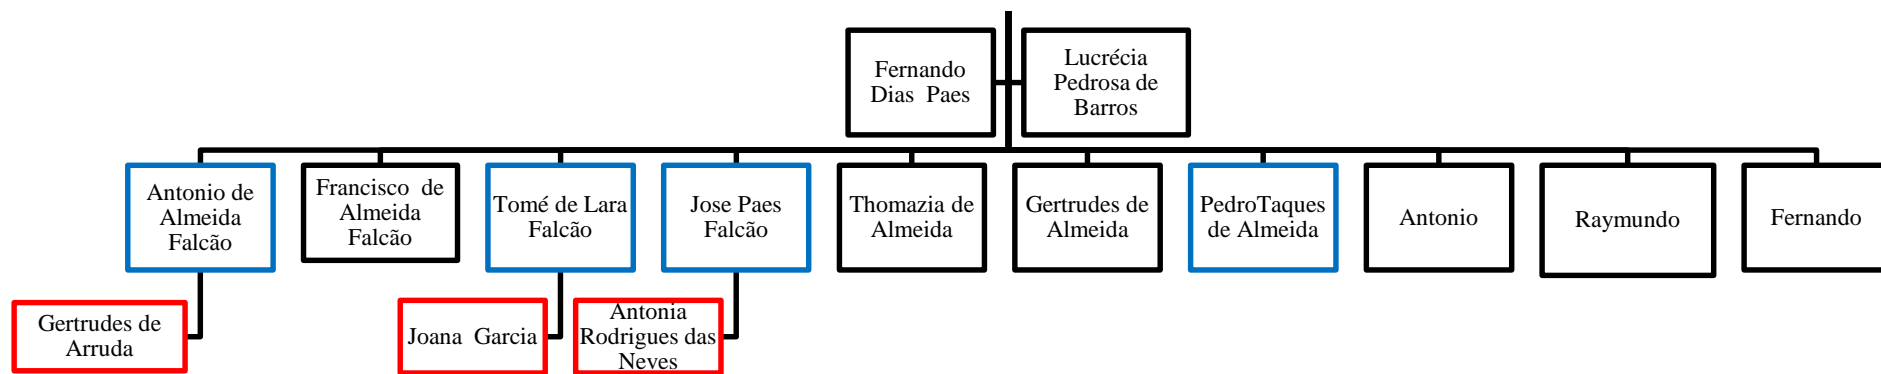 Fernando
Dias Paes
Lucrécia
Pedrosa de
Barros
Antonio de
Almeida
Falcão
Francisco de
Almeida
Falcão
Tomé de Lara
Falcão
Jose Paes
Falcão
Thomazia de
Almeida
Gertrudes de
Almeida
PedroTaques
de Almeida
Antonio
Raymundo
Fernando
Gertrudes de
Arruda
Joana Garcia
Antonia
Rodrigues das
Neves